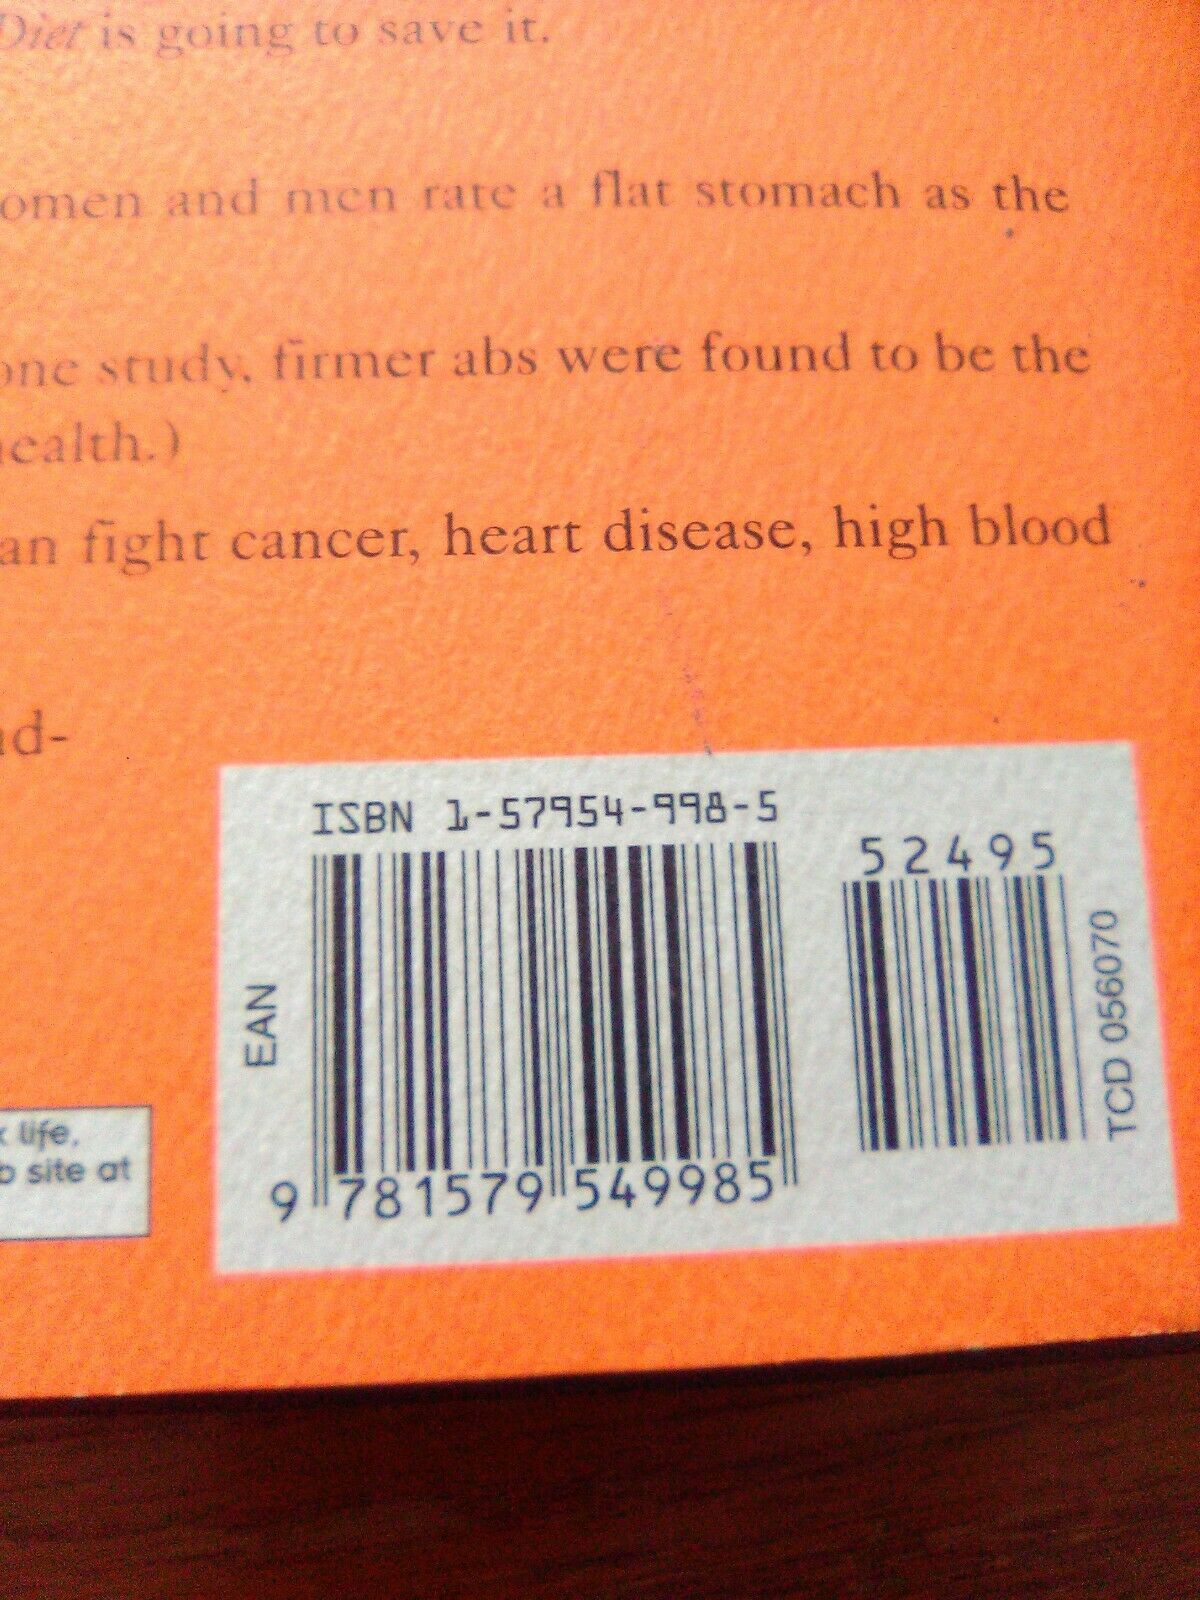 Diet is going to save it.
omen and men rate a flat stomach as the
one study, firmer abs were found to be the
health.)
an fight cancer, heart disease, high blood
nd-
ISBN 1-57954-998-5
52495
EAN
TCD 056070
life.
b site at
9 781579 549985